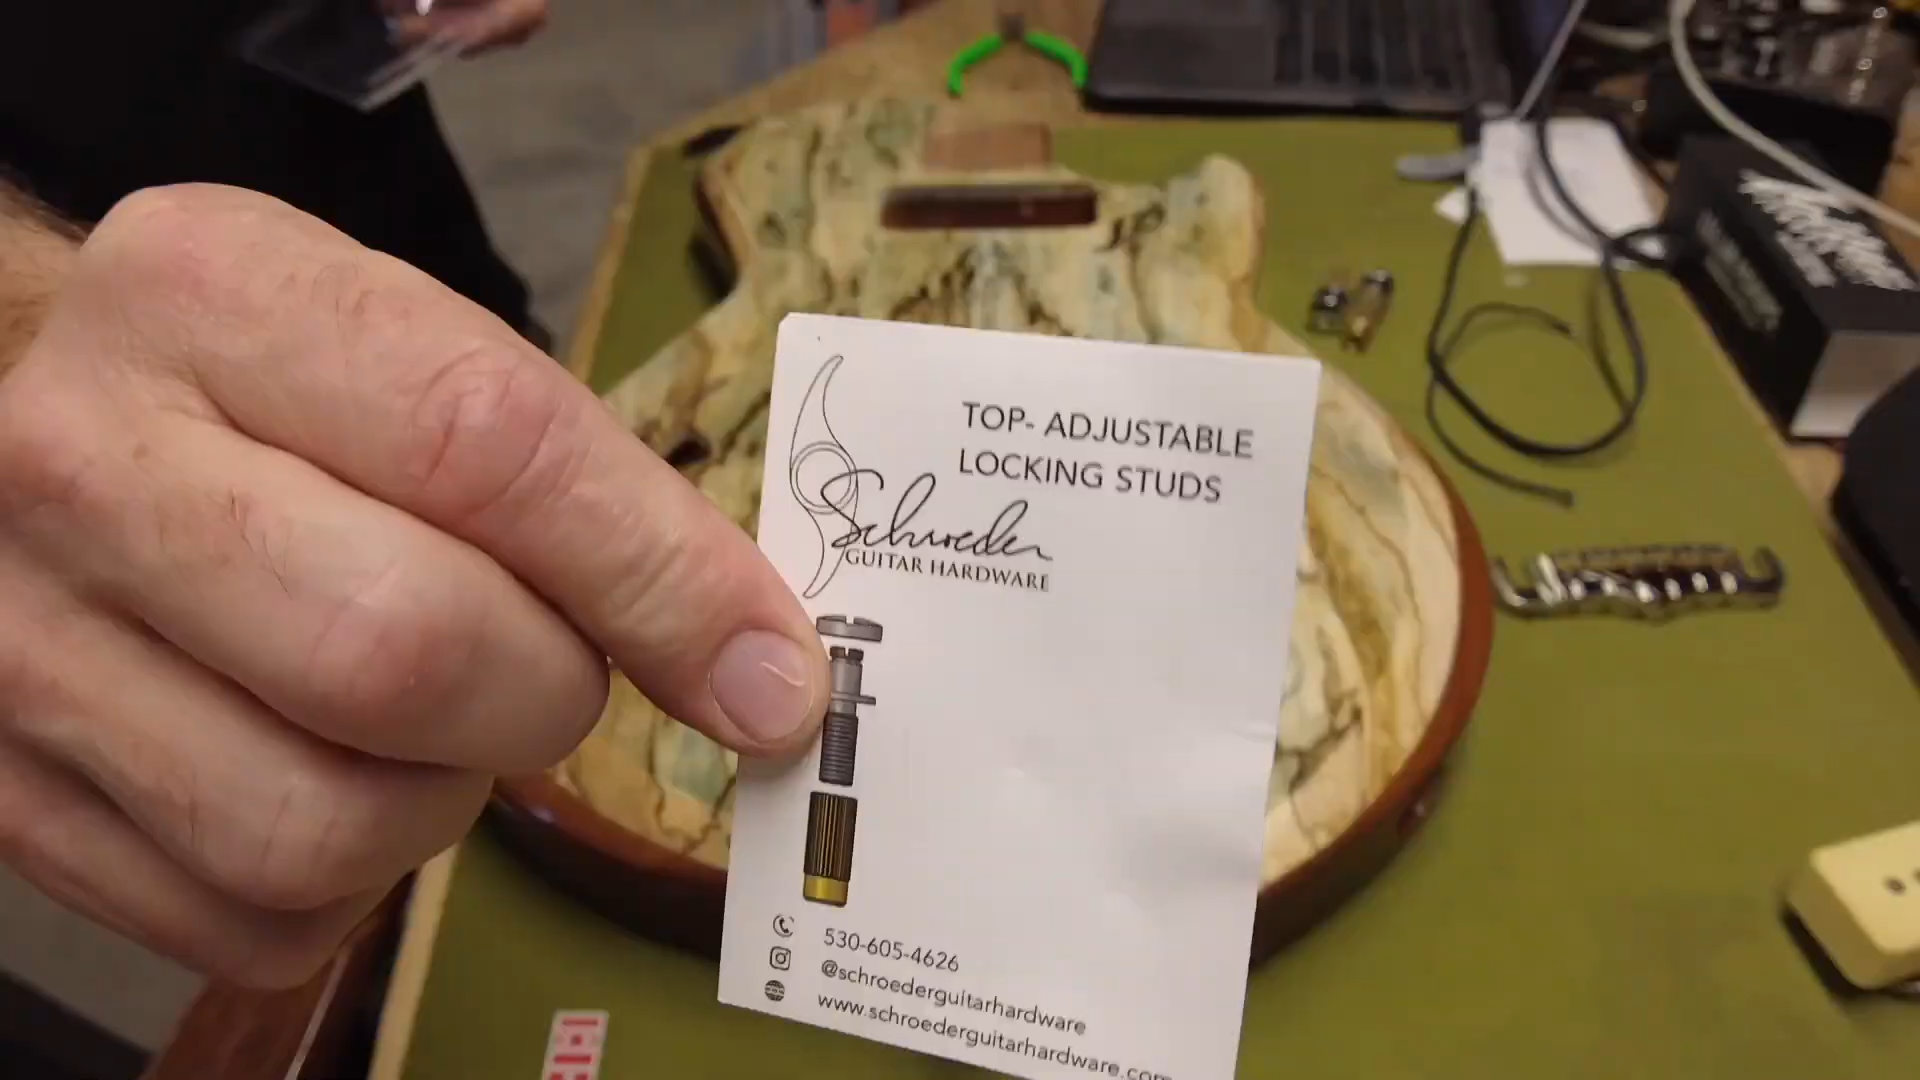 TOP- ADJUSTABLE
LOCKING STUDS
Schroeder
GUITAR HARDWARE
530-605-4626
@schroederguitarhardware
www.schroederguitarhardware.com